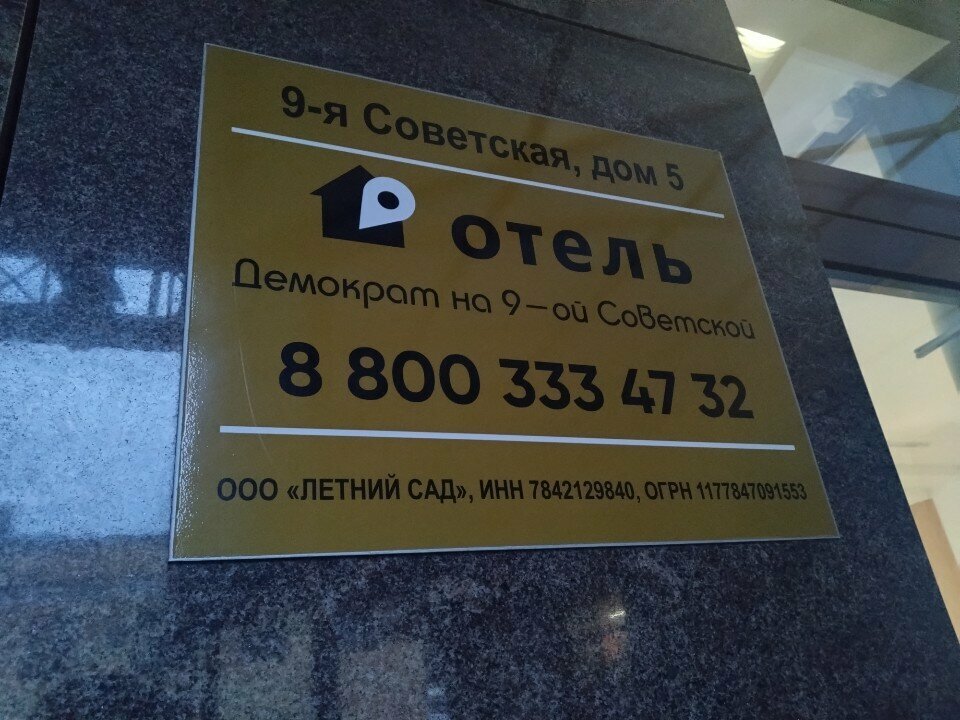 9-я Советская, дом 5
отель
Демократ на 9-ой Советской
8 800 333 47 32
ООО «ЛЕТНИЙ САД», ИНН 7842129840, ОГРН 1177847091553